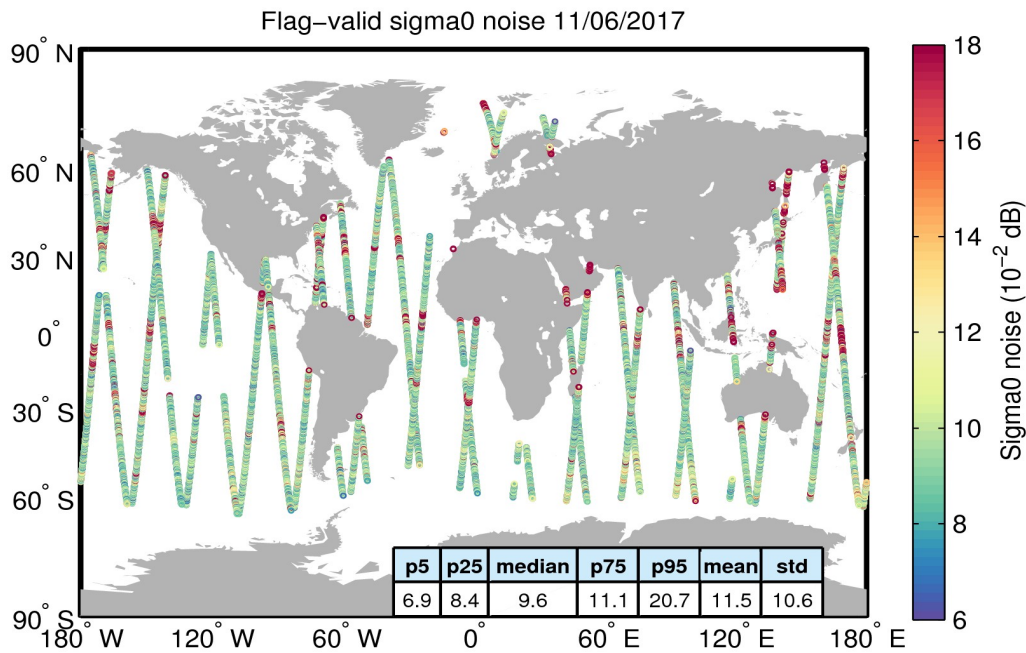 Flag−valid sigma0 noise 11/06/2017
90° N
60° N
30° N
0°
30° S
60° S
90° S
180° W
120° W
60° W
0°
60° E
120° E
180° E
p5 p25 median p75 p95 mean std
6.9 8.4 9.6 11.1 20.7 11.5 10.6
18
16
14
12
10
8
6
Sigma0 noise (10⁻² dB)